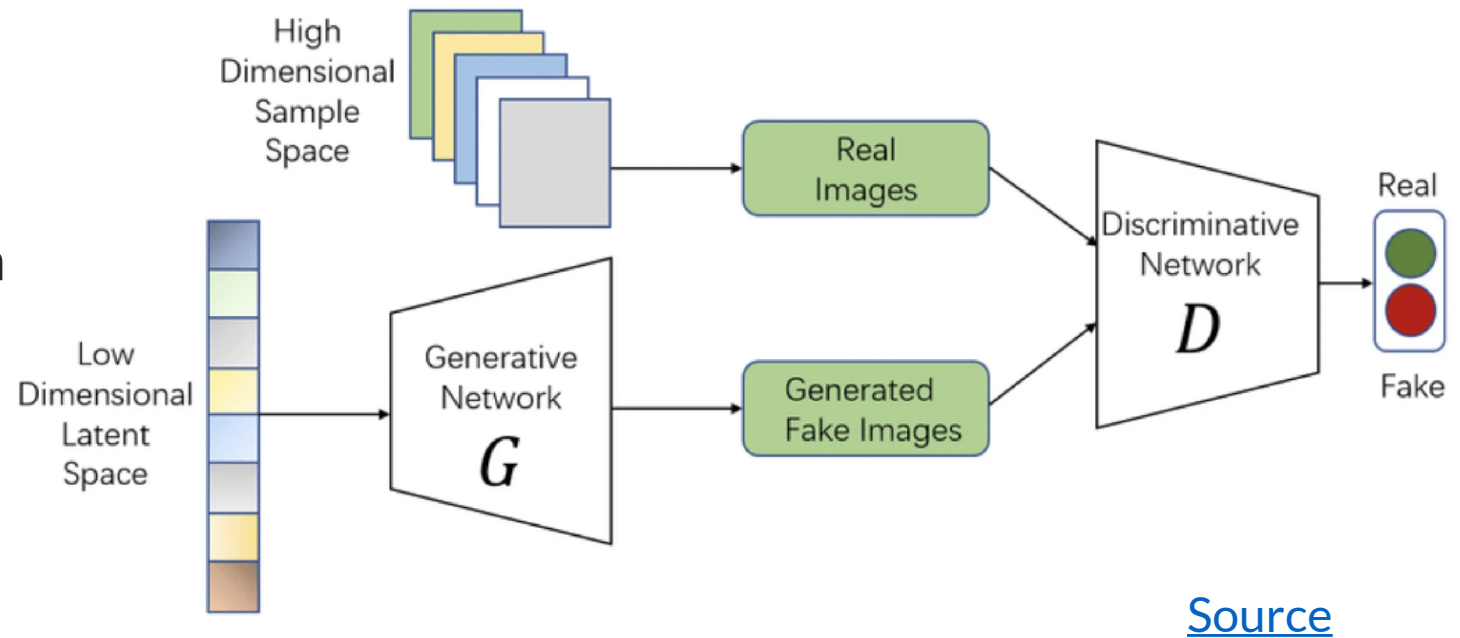 High
Dimensional
Sample
Space
Real
Images
Low
Dimensional
Latent
Space
Generative
Network
G
Generated
Fake Images
Discriminative
Network
D
Real
Fake
Source